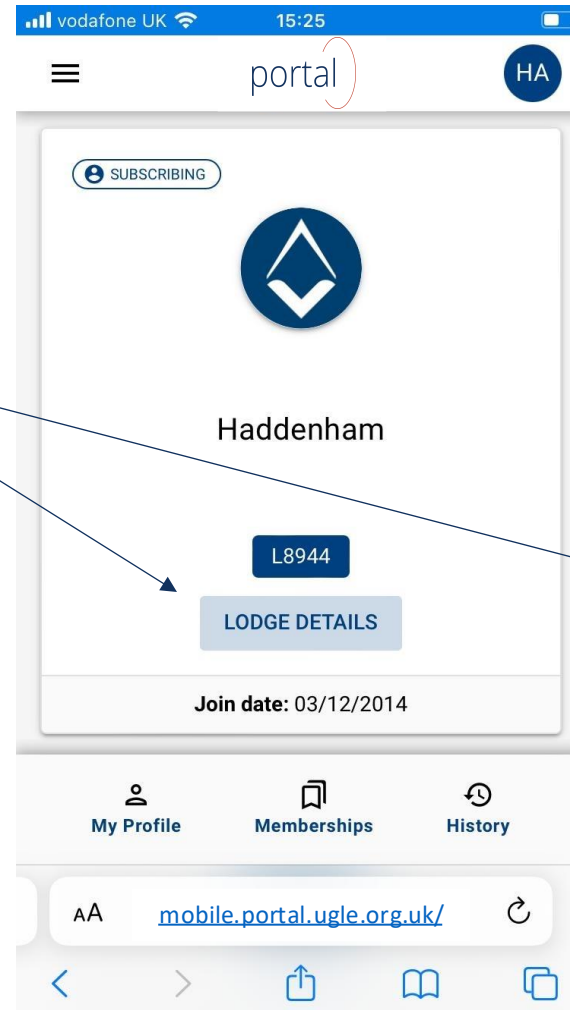 vodafone UK 15:25
portal HA
SUBSCRIBING
Haddenham
L8944
LODGE DETAILS
Join date: 03/12/2014
My Profile Memberships History
AA mobile.portal.ugle.org.uk/